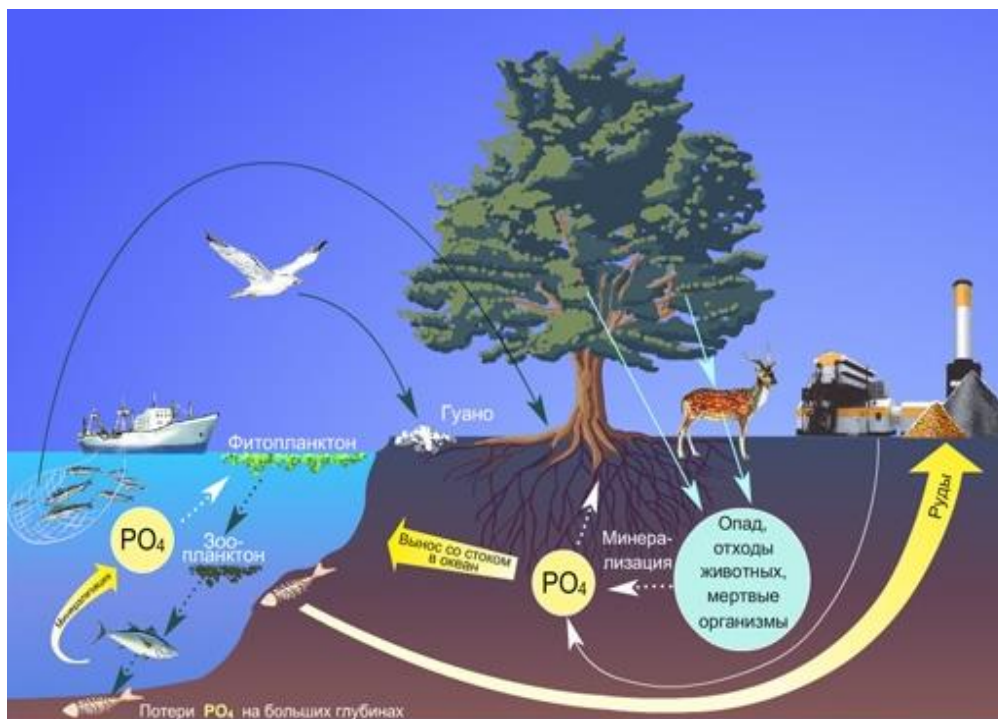 Гуано
Фитопланктон
PO₄
Зоо-
планктон
Минерализация
Вынос со стоком
в океан
PO₄
Минера-
лизация
Опад,
отходы
животных,
мертвые
организмы
Руды
Потери PO₄ на больших глубинах